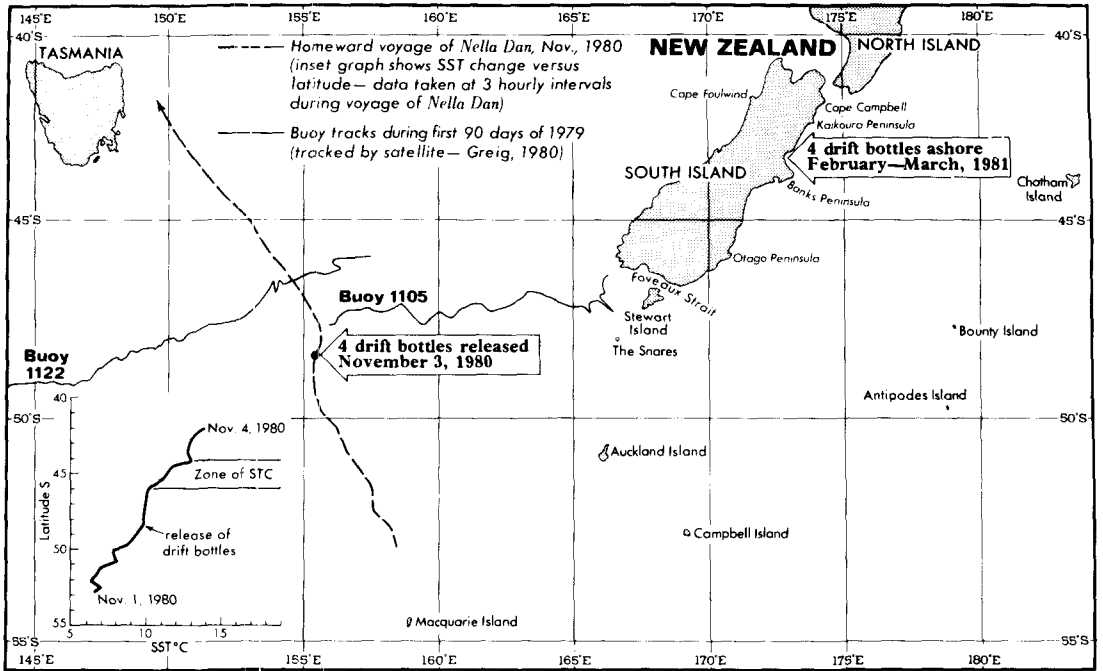 145°E
150°E
155°E
160°E
165°E
170°E
175°E
180°E
40°S
40°S
TASMANIA
Homeward voyage of Nella Dan, Nov., 1980
(inset graph shows SST change versus
latitude— data taken at 3 hourly intervals
during voyage of Nella Dan)
Buoy tracks during first 90 days of 1979
(tracked by satellite— Greig, 1980)
NEW ZEALAND
NORTH ISLAND
Cape Foulwind
Cape Campbell
Kaikoura Peninsula
4 drift bottles ashore
February—March, 1981
SOUTH ISLAND
Banks Peninsula
Chatham
Island
45°S
45°S
Otago Peninsula
Foveaux Strait
Buoy 1105
Stewart
Island
The Snares
Bounty Island
4 drift bottles released
November 3, 1980
Buoy
1122
Antipodes Island
50°S
50°S
Auckland Island
Campbell Island
Macquarie Island
40
45
50
55
Latitude S
Nov. 4, 1980
Zone of STC
release of
drift bottles
Nov. 1, 1980
5
10
15
SST°C
55°S
55°S
145°E
150°E
155°E
160°E
165°E
170°E
175°E
180°E